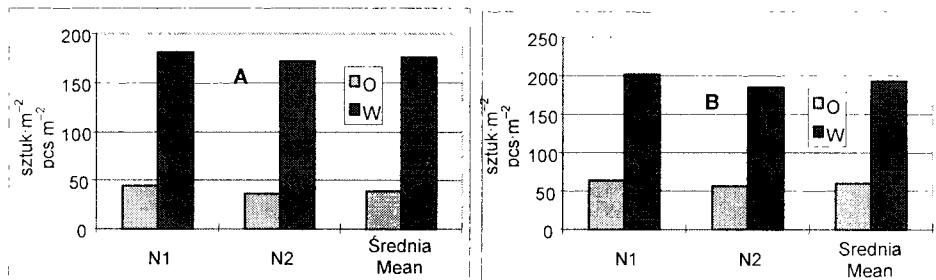 200
150
100
50
0
sztuk·m⁻²
pcs m⁻²
A
O
W
N1
N2
Średnia
Mean
250
200
150
100
50
0
sztuk·m⁻²
pcs·m⁻²
B
O
W
N1
N2
Srednia
Mean